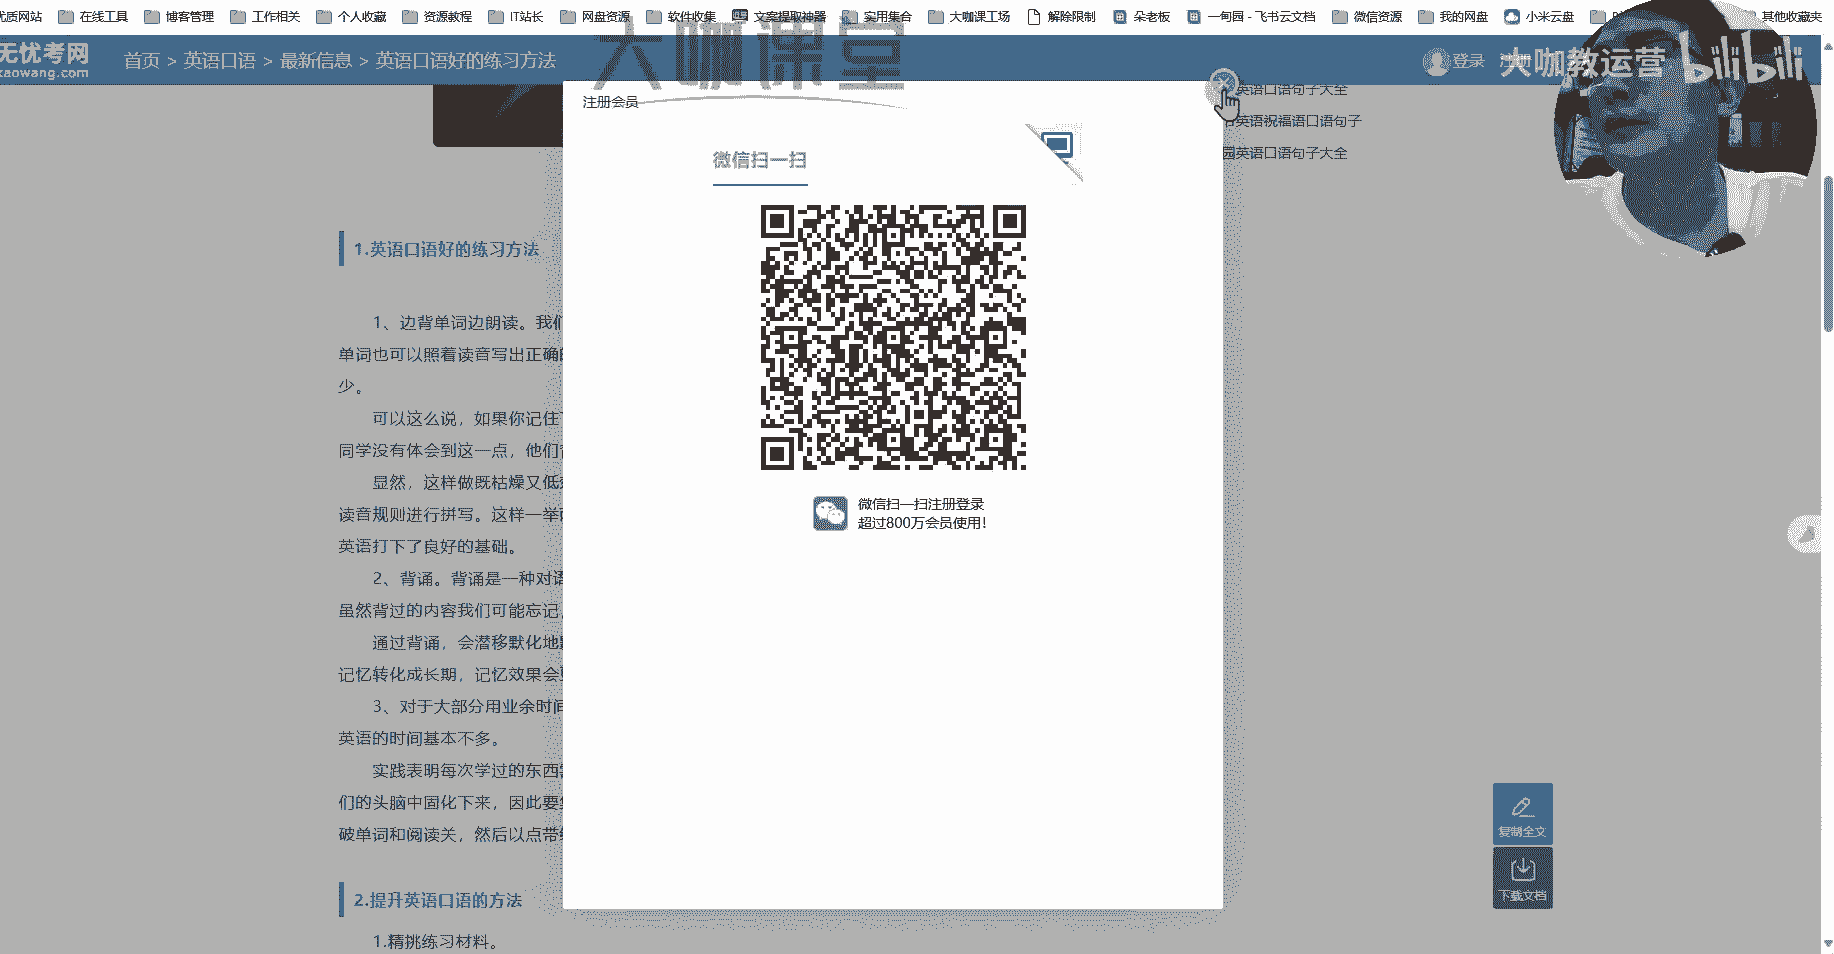 优质网站 在线工具 博客管理 工作相关 个人收藏 资源教程 IT站长 网盘资源 软件收集 文案提取神器 实用集合 大咖课工场 解除限制 朵老板 一甸园 - 飞书云文档 微信资源 我的网盘 小米云盘 其他收藏夹
大咖课堂
无忧考网
kaowang.com
首页 > 英语口语 > 最新信息 > 英语口语好的练习方法
登录
大咖教运营 bilibili
注册会员
英语口语句子大全
英语祝福语口语句子
园英语口语句子大全
微信扫一扫
1.英语口语好的练习方法
1、边背单词边朗读。我们
单词也可以照着读音写出正确的
少。
可以这么说，如果你记住
同学没有体会到这一点，他们
显然，这样做既枯燥又低
读音规则进行拼写。这样一举
英语打下了良好的基础。
微信扫一扫注册登录
超过800万会员使用！
2、背诵。背诵是一种对语
虽然背过的内容我们可能忘记
通过背诵，会潜移默化地
记忆转化成长期，记忆效果会
3、对于大部分用业余时间
英语的时间基本不多。
实践表明每次学过的东西
们的头脑中固化下来，因此要
破单词和阅读关，然后以点带
复制全文
下载文档
2.提升英语口语的方法
1.精挑练习材料。